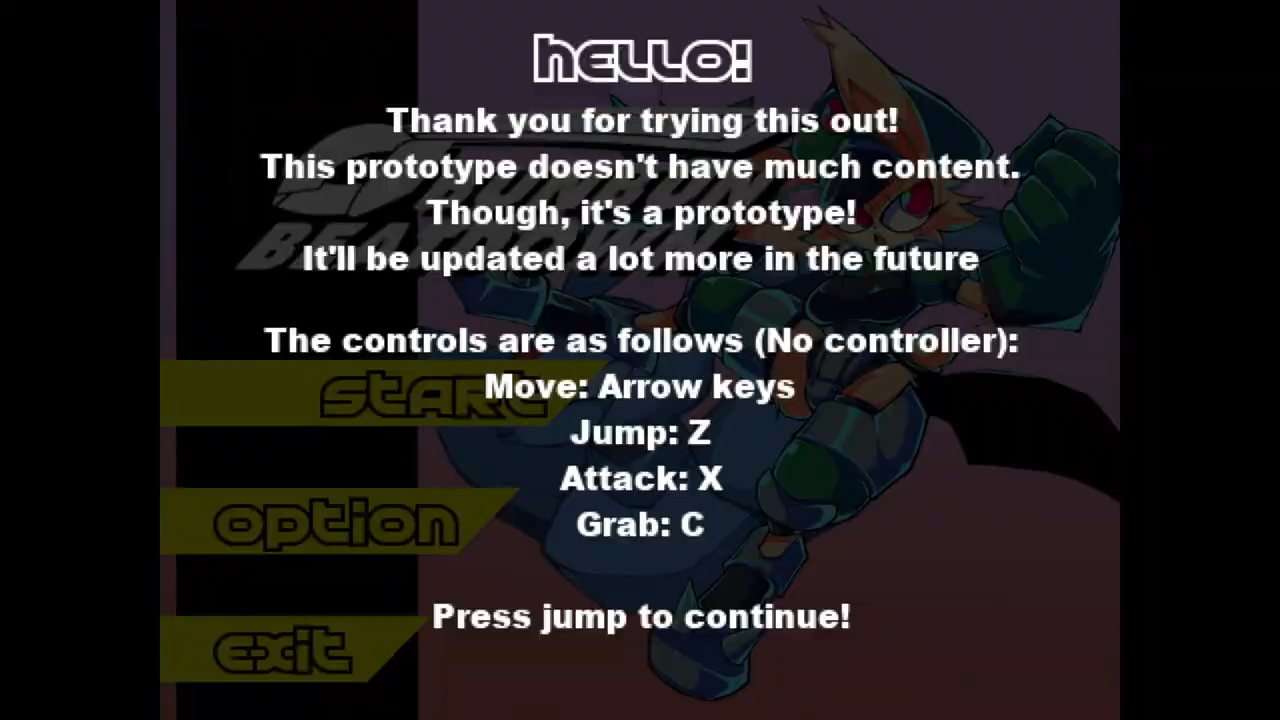 HELLO!
Thank you for trying this out!
This prototype doesn't have much content.
Though, it's a prototype!
It'll be updated a lot more in the future
The controls are as follows (No controller):
Move: Arrow keys
Jump: Z
Attack: X
Grab: C
Press jump to continue!
start
option
exit